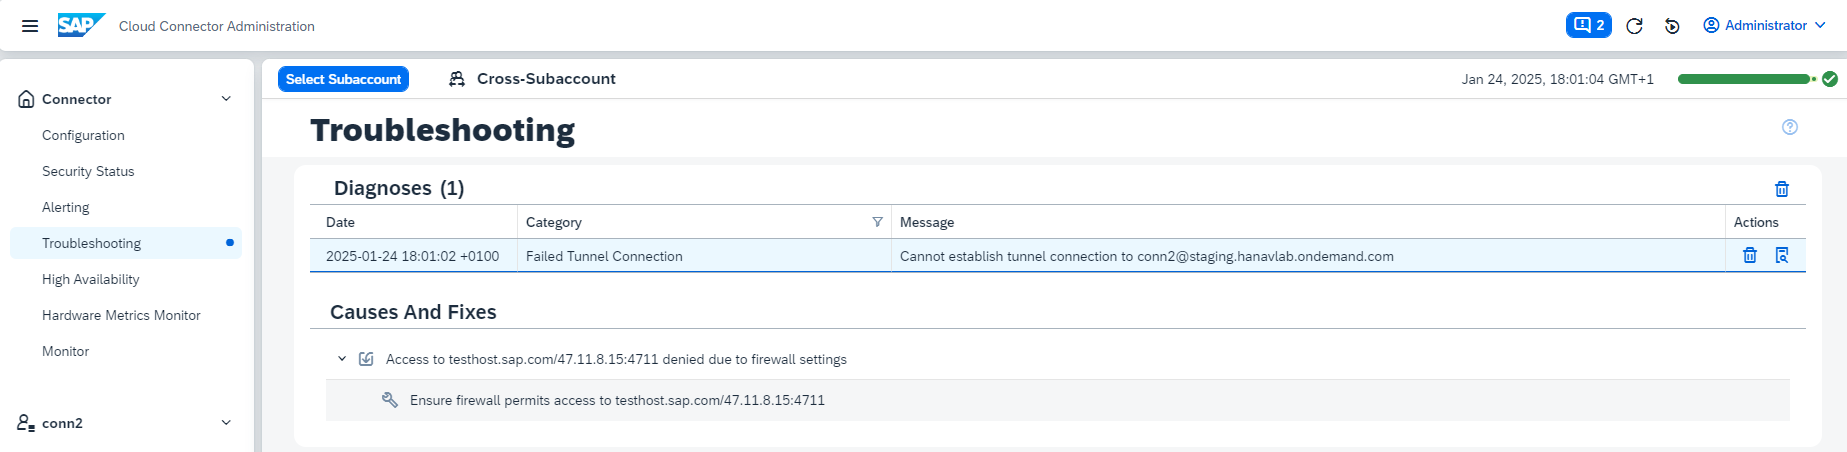 SAP Cloud Connector Administration 2 Administrator
Select Subaccount Cross-Subaccount Jan 24, 2025, 18:01:04 GMT+1
Connector
Configuration
Security Status
Alerting
Troubleshooting
High Availability
Hardware Metrics Monitor
Monitor
conn2
Troubleshooting
Diagnoses (1)
Date Category Message Actions
2025-01-24 18:01:02 +0100 Failed Tunnel Connection Cannot establish tunnel connection to conn2@staging.hanavlab.ondemand.com
Causes And Fixes
Access to testhost.sap.com/47.11.8.15:4711 denied due to firewall settings
Ensure firewall permits access to testhost.sap.com/47.11.8.15:4711